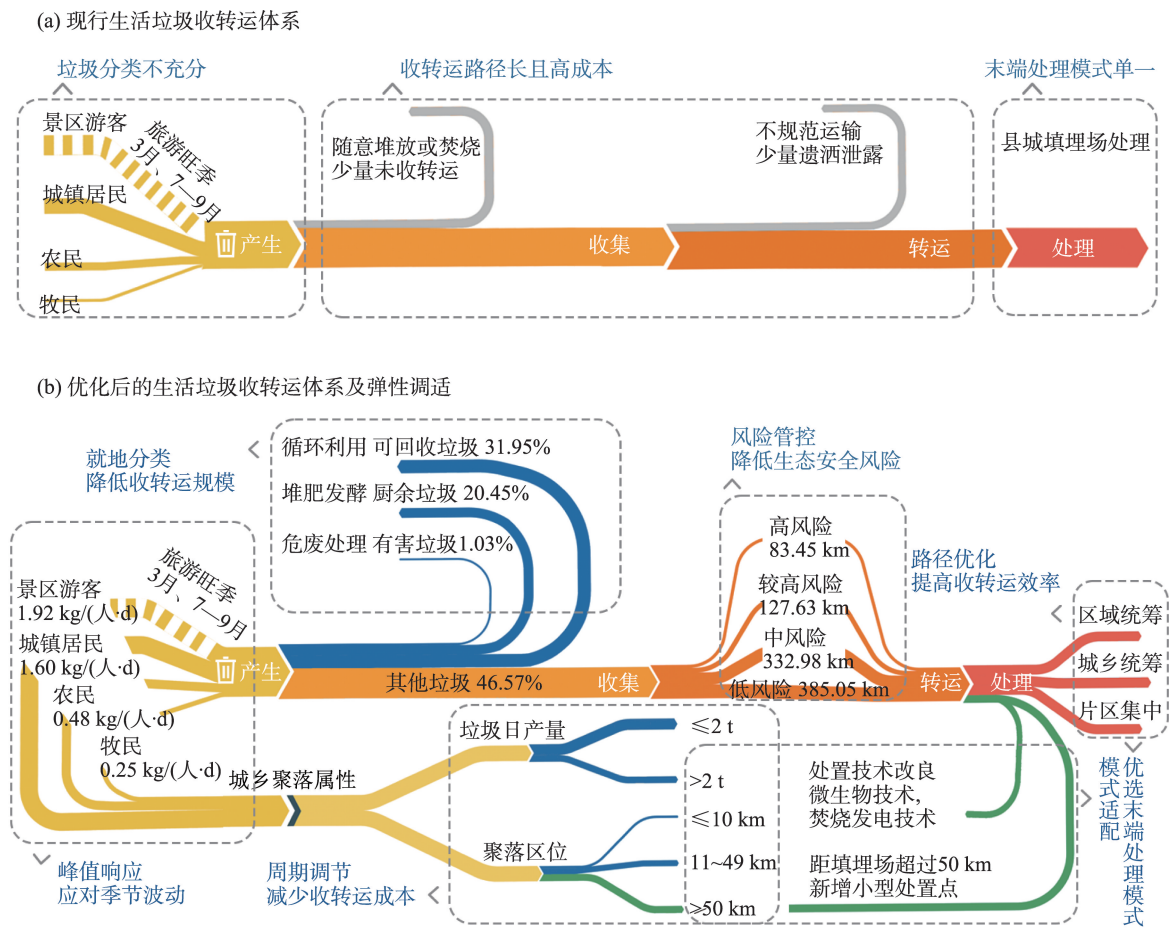 (a) 现行生活垃圾收转运体系
垃圾分类不充分
收转运路径长且高成本
末端处理模式单一
景区游客
旅游旺季
3月、7—9月
城镇居民
农民
牧民
产生
随意堆放或焚烧
少量未收转运
收集
不规范运输
少量遗洒泄露
转运
县城填埋场处理
处理
(b) 优化后的生活垃圾收转运体系及弹性调适
就地分类
降低收转运规模
循环利用 可回收垃圾 31.95%
堆肥发酵 厨余垃圾 20.45%
危废处理 有害垃圾1.03%
风险管控
降低生态安全风险
高风险
83.45 km
较高风险
127.63 km
中风险
332.98 km
低风险 385.05 km
路径优化
提高收转运效率
景区游客
1.92 kg/(人·d)
旅游旺季
3月、7—9月
城镇居民
1.60 kg/(人·d)
农民
0.48 kg/(人·d)
牧民
0.25 kg/(人·d)
产生
其他垃圾 46.57%
收集
转运
处理
区域统筹
城乡统筹
片区集中
城乡聚落属性
垃圾日产量
≤2 t
>2 t
聚落区位
≤10 km
11~49 km
≥50 km
处置技术改良
微生物技术,
焚烧发电技术
距填埋场超过50 km
新增小型处置点
优选末端处理模式
模式适配
峰值响应
应对季节波动
周期调节
减少收转运成本